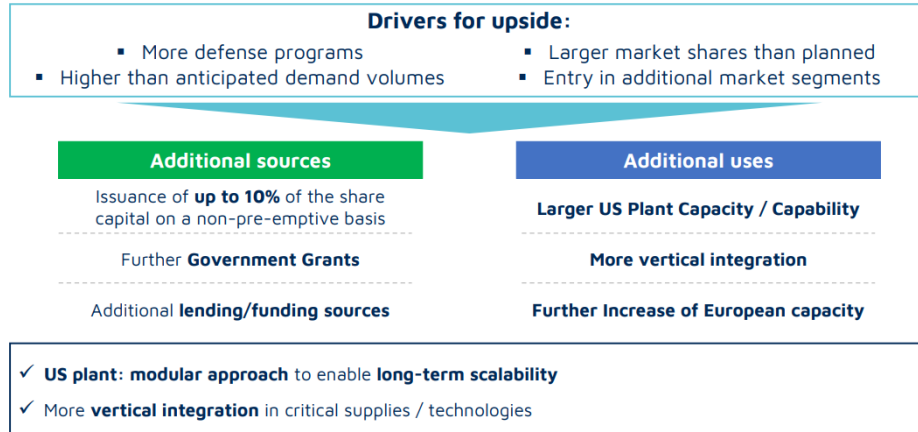 Drivers for upside:
▪ More defense programs
▪ Higher than anticipated demand volumes
▪ Larger market shares than planned
▪ Entry in additional market segments
Additional sources
Issuance of up to 10% of the share
capital on a non-pre-emptive basis
Further Government Grants
Additional lending/funding sources
Additional uses
Larger US Plant Capacity / Capability
More vertical integration
Further Increase of European capacity
✓ US plant: modular approach to enable long-term scalability
✓ More vertical integration in critical supplies / technologies